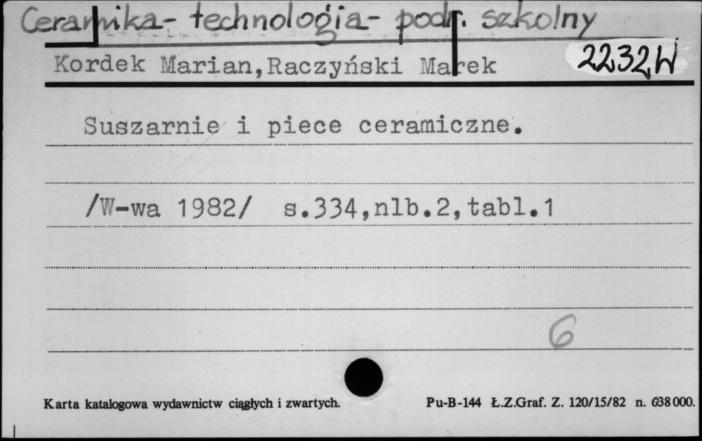 Ceramika - technologia - podr. szkolny
Kordek Marian,Raczyński Marek 2232W
Suszarnie i piece ceramiczne.
/W-wa 1982/ s.334,nlb.2,tabl.1
6
Karta katalogowa wydawnictw ciągłych i zwartych. Pu-B-144 Ł.Z.Graf. Z. 120/15/82 n. 638000.